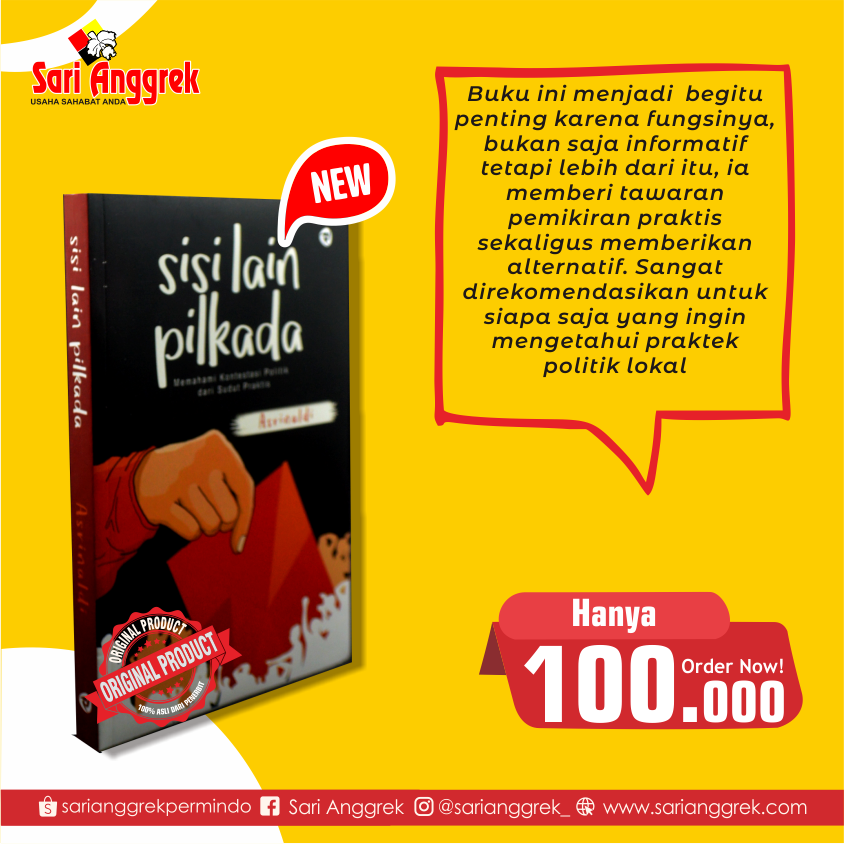 Sari Anggrek
USAHA SAHABAT ANDA
Buku ini menjadi begitu
penting karena fungsinya,
bukan saja informatif
tetapi lebih dari itu, ia
memberi tawaran
pemikiran praktis
sekaligus memberikan
alternatif. Sangat
direkomendasikan untuk
siapa saja yang ingin
mengetahui praktek
politik lokal
NEW
sisi lain
pilkada
Memahami Kontestasi Politik
dari Sudut Praktis
Asrinaldi
sisi lain pilkada
Asrinaldi
ORIGINAL PRODUCT
ORIGINAL PRODUCT
100% ASLI DARI PENERBIT
Hanya
100.000
Order Now!
sarianggrekpermindo Sari Anggrek @sarianggrek_ www.sarianggrek.com